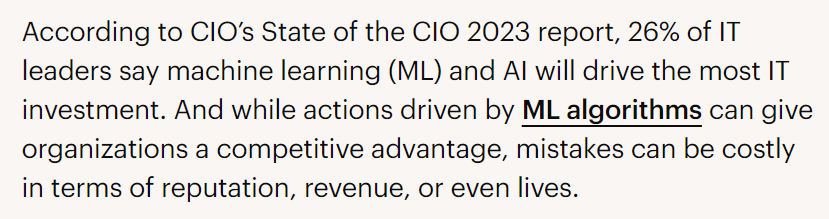 According to CIO’s State of the CIO 2023 report, 26% of IT
leaders say machine learning (ML) and AI will drive the most IT
investment. And while actions driven by ML algorithms can give
organizations a competitive advantage, mistakes can be costly
in terms of reputation, revenue, or even lives.